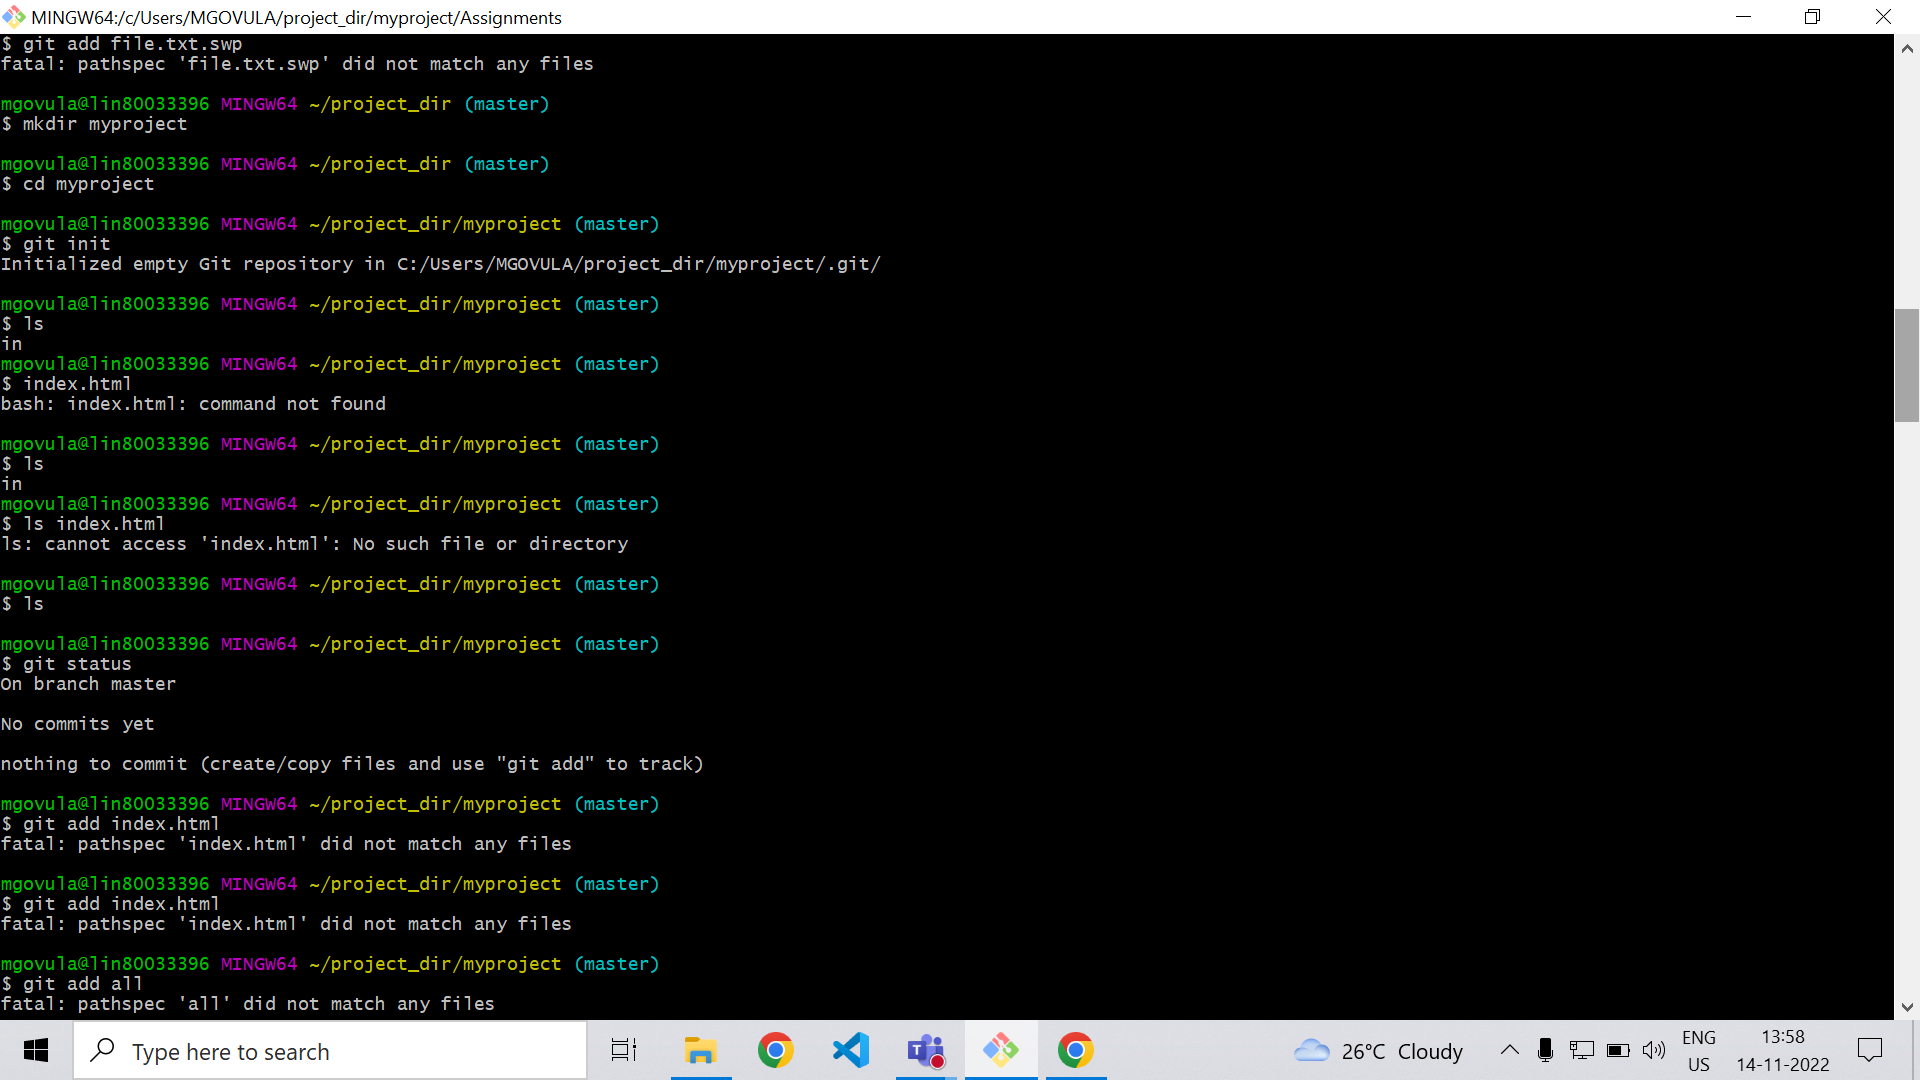 MINGW64:/c/Users/MGOVULA/project_dir/myproject/Assignments
$ git add file.txt.swp
fatal: pathspec 'file.txt.swp' did not match any files
mgovula@lin80033396 MINGW64 ~/project_dir (master)
$ mkdir myproject
mgovula@lin80033396 MINGW64 ~/project_dir (master)
$ cd myproject
mgovula@lin80033396 MINGW64 ~/project_dir/myproject (master)
$ git init
Initialized empty Git repository in C:/Users/MGOVULA/project_dir/myproject/.git/
mgovula@lin80033396 MINGW64 ~/project_dir/myproject (master)
$ ls
in
mgovula@lin80033396 MINGW64 ~/project_dir/myproject (master)
$ index.html
bash: index.html: command not found
mgovula@lin80033396 MINGW64 ~/project_dir/myproject (master)
$ ls
in
mgovula@lin80033396 MINGW64 ~/project_dir/myproject (master)
$ ls index.html
ls: cannot access 'index.html': No such file or directory
mgovula@lin80033396 MINGW64 ~/project_dir/myproject (master)
$ ls
mgovula@lin80033396 MINGW64 ~/project_dir/myproject (master)
$ git status
On branch master
No commits yet
nothing to commit (create/copy files and use "git add" to track)
mgovula@lin80033396 MINGW64 ~/project_dir/myproject (master)
$ git add index.html
fatal: pathspec 'index.html' did not match any files
mgovula@lin80033396 MINGW64 ~/project_dir/myproject (master)
$ git add index.html
fatal: pathspec 'index.html' did not match any files
mgovula@lin80033396 MINGW64 ~/project_dir/myproject (master)
$ git add all
fatal: pathspec 'all' did not match any files
Type here to search
26°C Cloudy
ENG
US
13:58
14-11-2022